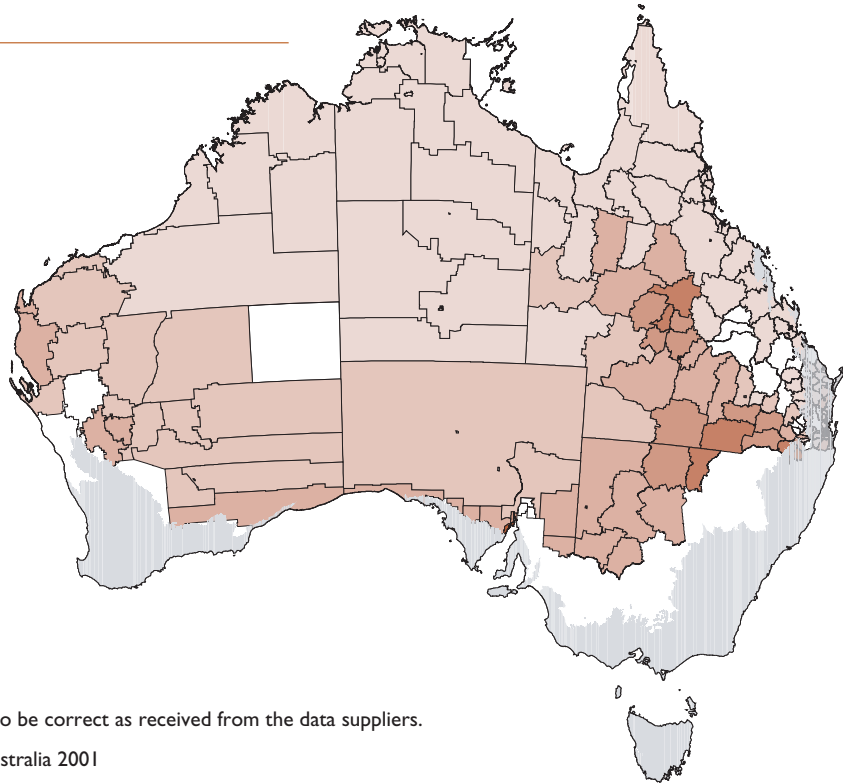 o be correct as received from the data suppliers.
stralia 2001